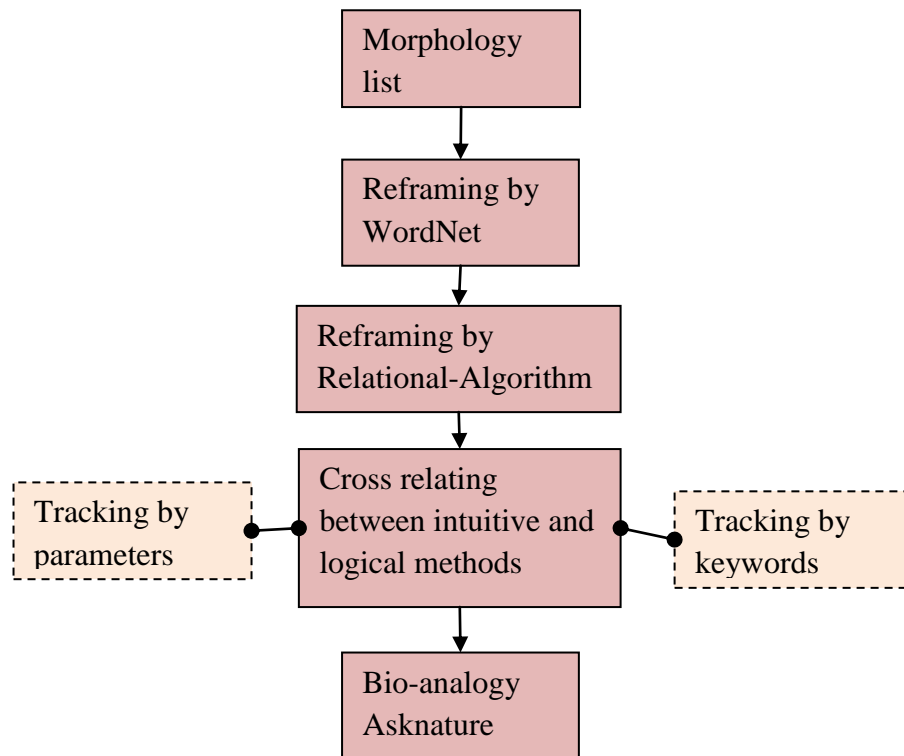 Morphology
list
Reframing by
WordNet
Reframing by
Relational-Algorithm
Cross relating
between intuitive and
logical methods
Tracking by
parameters
Tracking by
keywords
Bio-analogy
Asknature